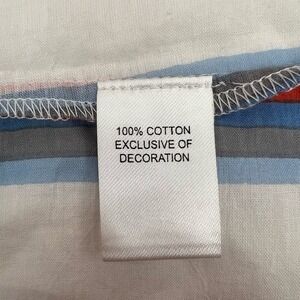 100% COTTON
EXCLUSIVE OF
DECORATION